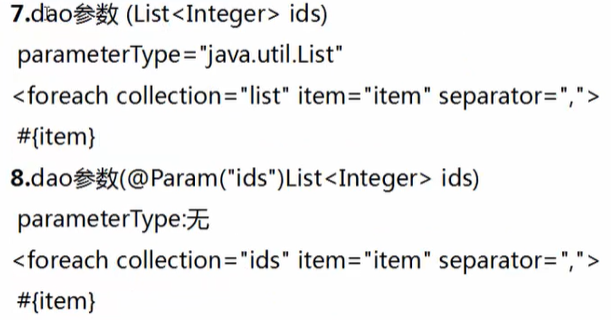 7.dao参数 (List<Integer> ids)
parameterType="java.util.List"
<foreach collection="list" item="item" separator=",">
#{item}
8.dao参数(@Param("ids")List<Integer> ids)
parameterType:无
<foreach collection="ids" item="item" separator=",">
#{item}